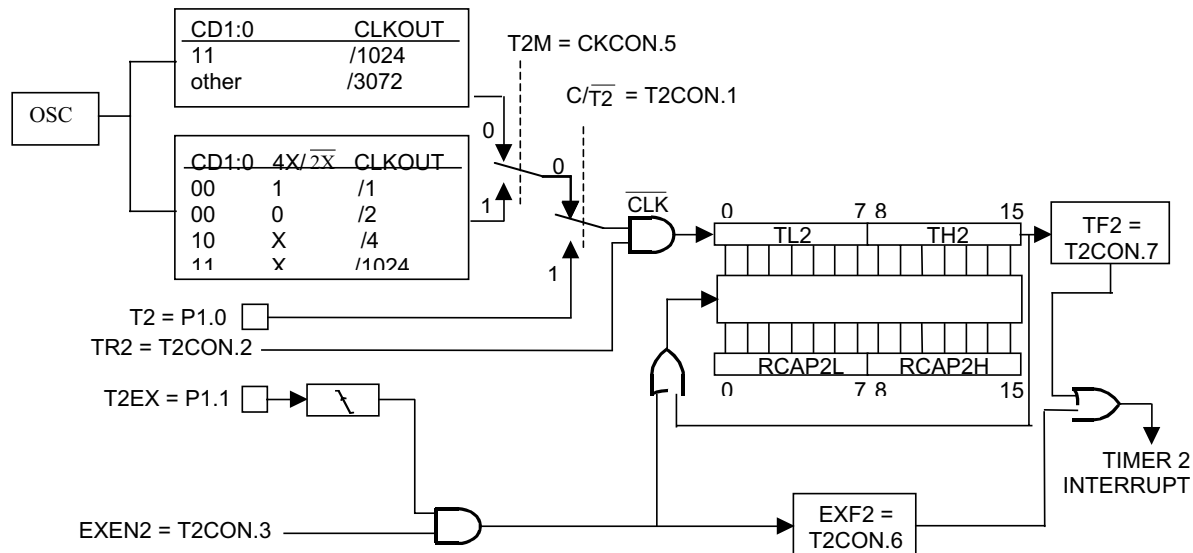 CD1:0 CLKOUT
11 /1024
other /3072
T2M = CKCON.5
C/T2 = T2CON.1
OSC
0
CD1:0 4X/2X CLKOUT
00 1 /1
00 0 /2
10 X /4
11 X /1024
0
1
CLK
0 7 8 15
TL2 TH2
TF2 =
T2CON.7
1
T2 = P1.0
TR2 = T2CON.2
RCAP2L RCAP2H
0 7 8 15
T2EX = P1.1
TIMER 2
INTERRUPT
EXEN2 = T2CON.3
EXF2 =
T2CON.6